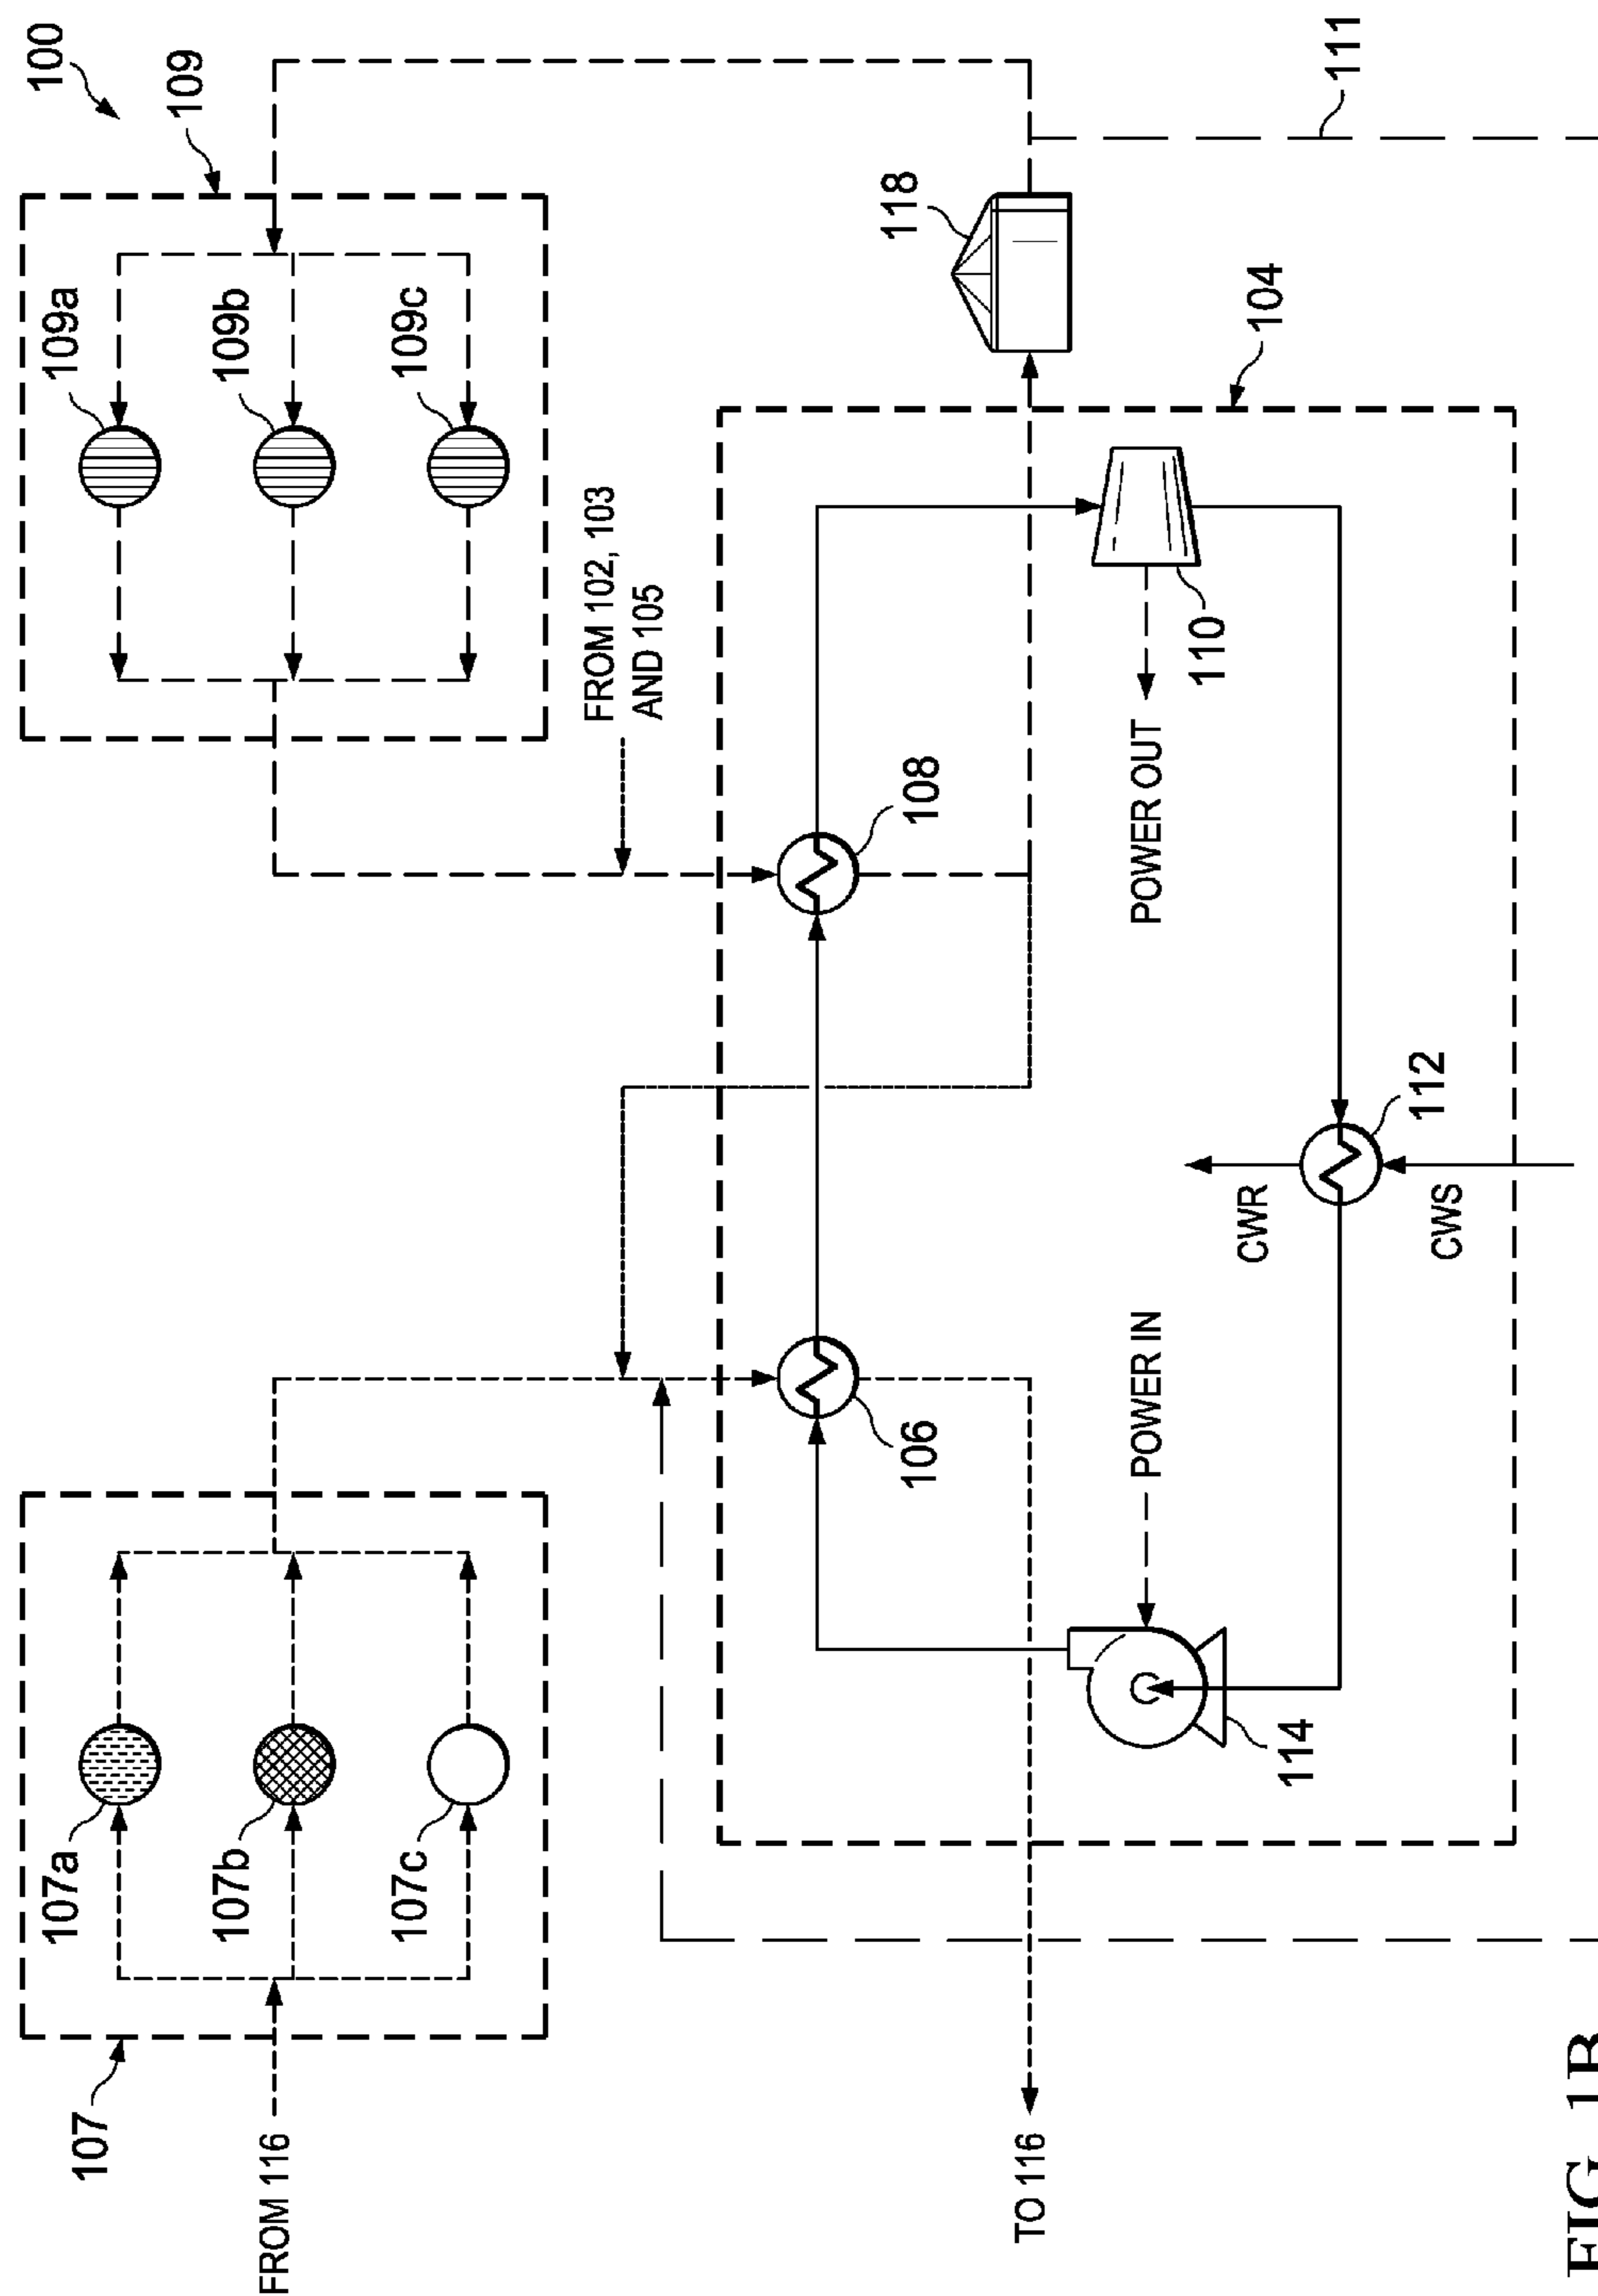 100
109
109a
109b
109c
111
118
104
FROM 102, 103
AND 105
108
110
POWER OUT
112
CWR
CWS
106
POWER IN
114
107
107a
107b
107c
FROM 116
TO 116
FIG. 1B